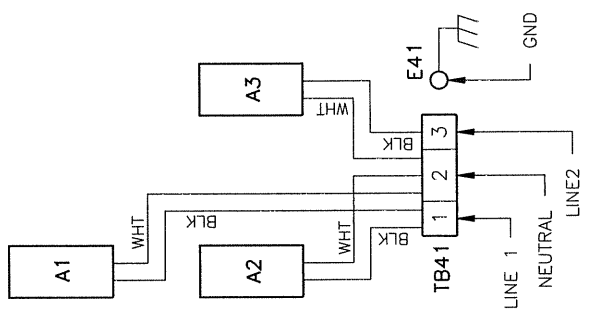 A1
WHT
BLK
A2
WHT
BLK
A3
WHT
BLK
TB41
1
2
3
E41
GND
LINE 1
NEUTRAL
LINE2